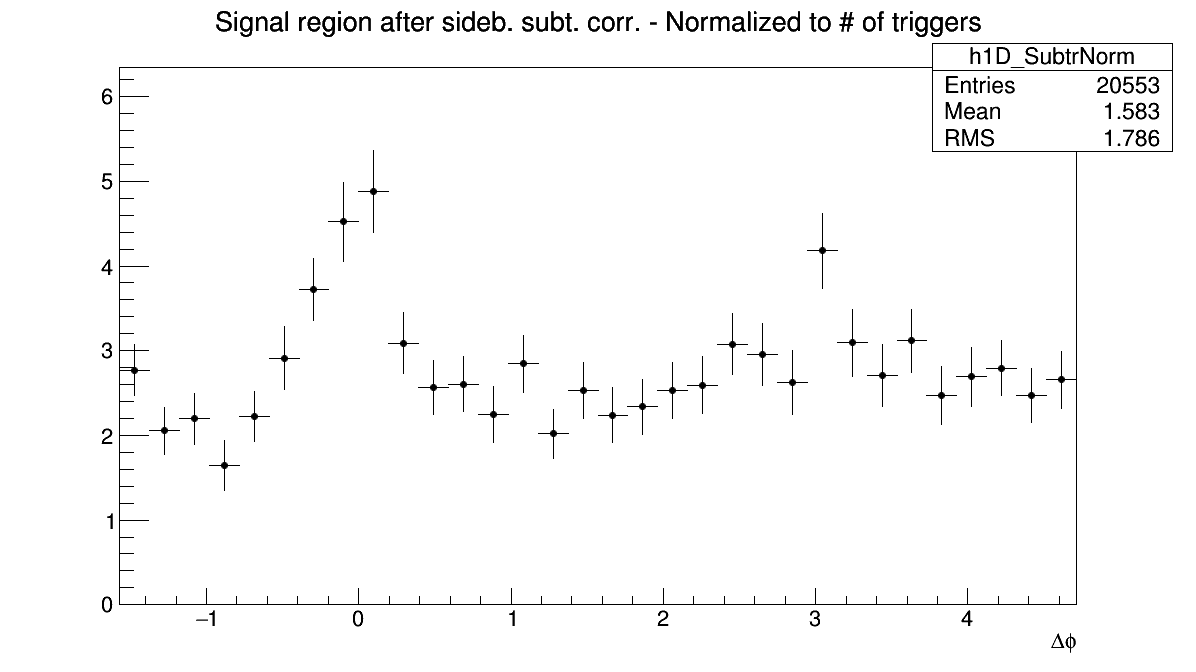 Signal region after sideb. subt. corr. - Normalized to # of triggers
h1D_SubtrNorm
Entries 20553
Mean 1.583
RMS 1.786
6
5
4
3
2
1
0
−1 0 1 2 3 4
Δϕ